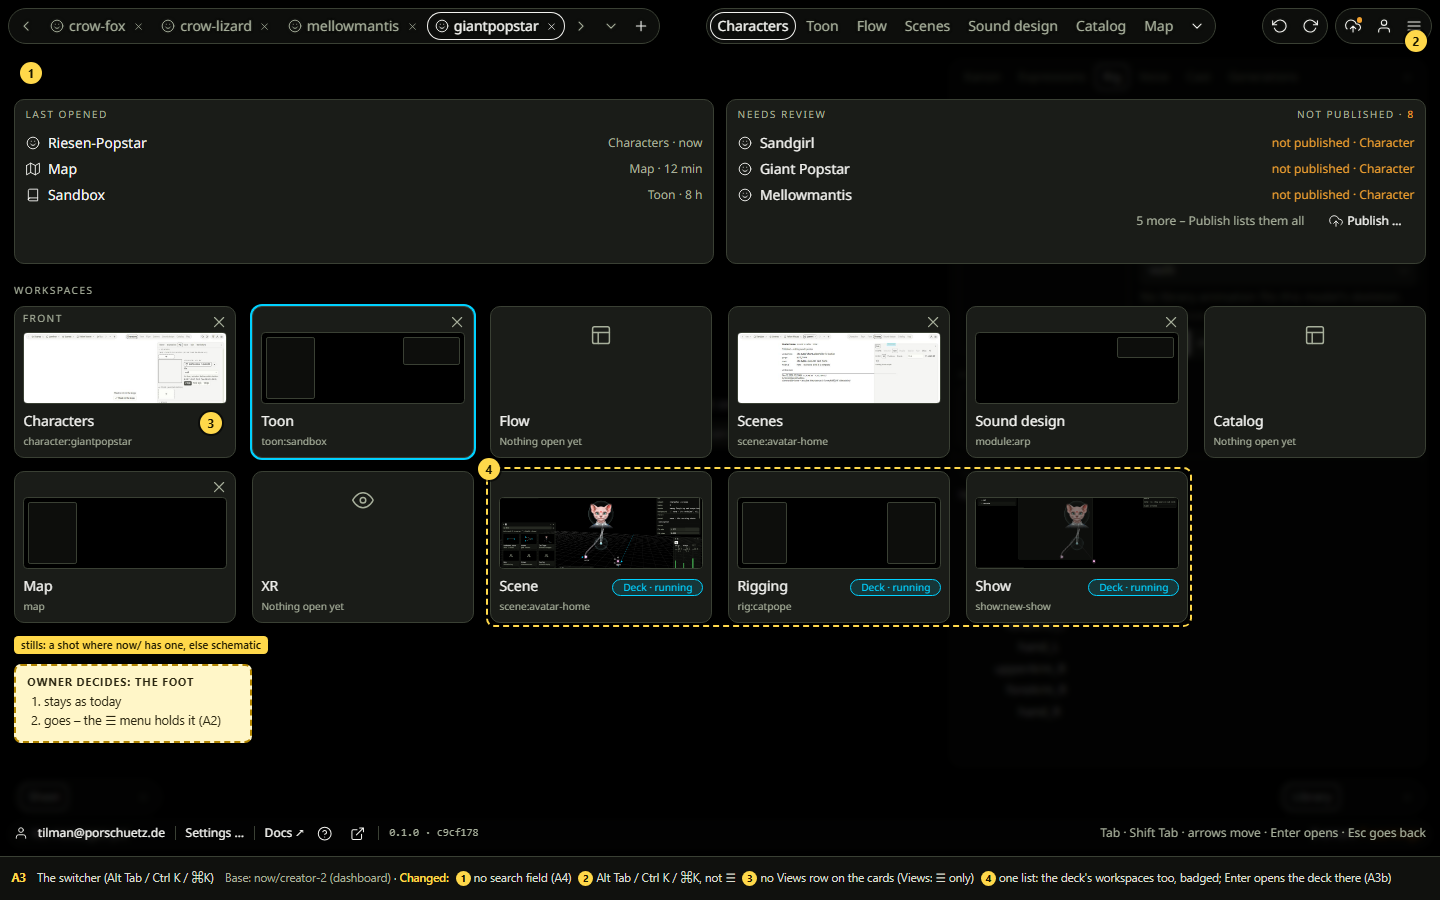 crow-fox × crow-lizard × mellowmantis × giantpopstar ×
Characters Toon Flow Scenes Sound design Catalog Map
1
2
LAST OPENED
Riesen-Popstar Characters · now
Map Map · 12 min
Sandbox Toon · 8 h
NEEDS REVIEW NOT PUBLISHED · 8
Sandgirl not published · Character
Giant Popstar not published · Character
Mellowmantis not published · Character
5 more – Publish lists them all Publish ...
WORKSPACES
FRONT
Characters 3
character:giantpopstar
Toon
toon:sandbox
Flow
Nothing open yet
Scenes
scene:avatar-home
Sound design
module:arp
Catalog
Nothing open yet
Map
map
XR
Nothing open yet
4
Scene Deck · running
scene:avatar-home
Rigging Deck · running
rig:catpope
Show Deck · running
show:new-show
stills: a shot where now/ has one, else schematic
OWNER DECIDES: THE FOOT
1. stays as today
2. goes – the ☰ menu holds it (A2)
tilman@porschuetz.de Settings ... Docs ↗ 0.1.0 · c9cf178
Tab · Shift Tab · arrows move · Enter opens · Esc goes back
A3 The switcher (Alt Tab / Ctrl K / ⌘K) Base: now/creator-2 (dashboard) · Changed: 1 no search field (A4) 2 Alt Tab / Ctrl K / ⌘K, not ☰ 3 no Views row on the cards (Views: ☰ only) 4 one list: the deck's workspaces too, badged; Enter opens the deck there (A3b)